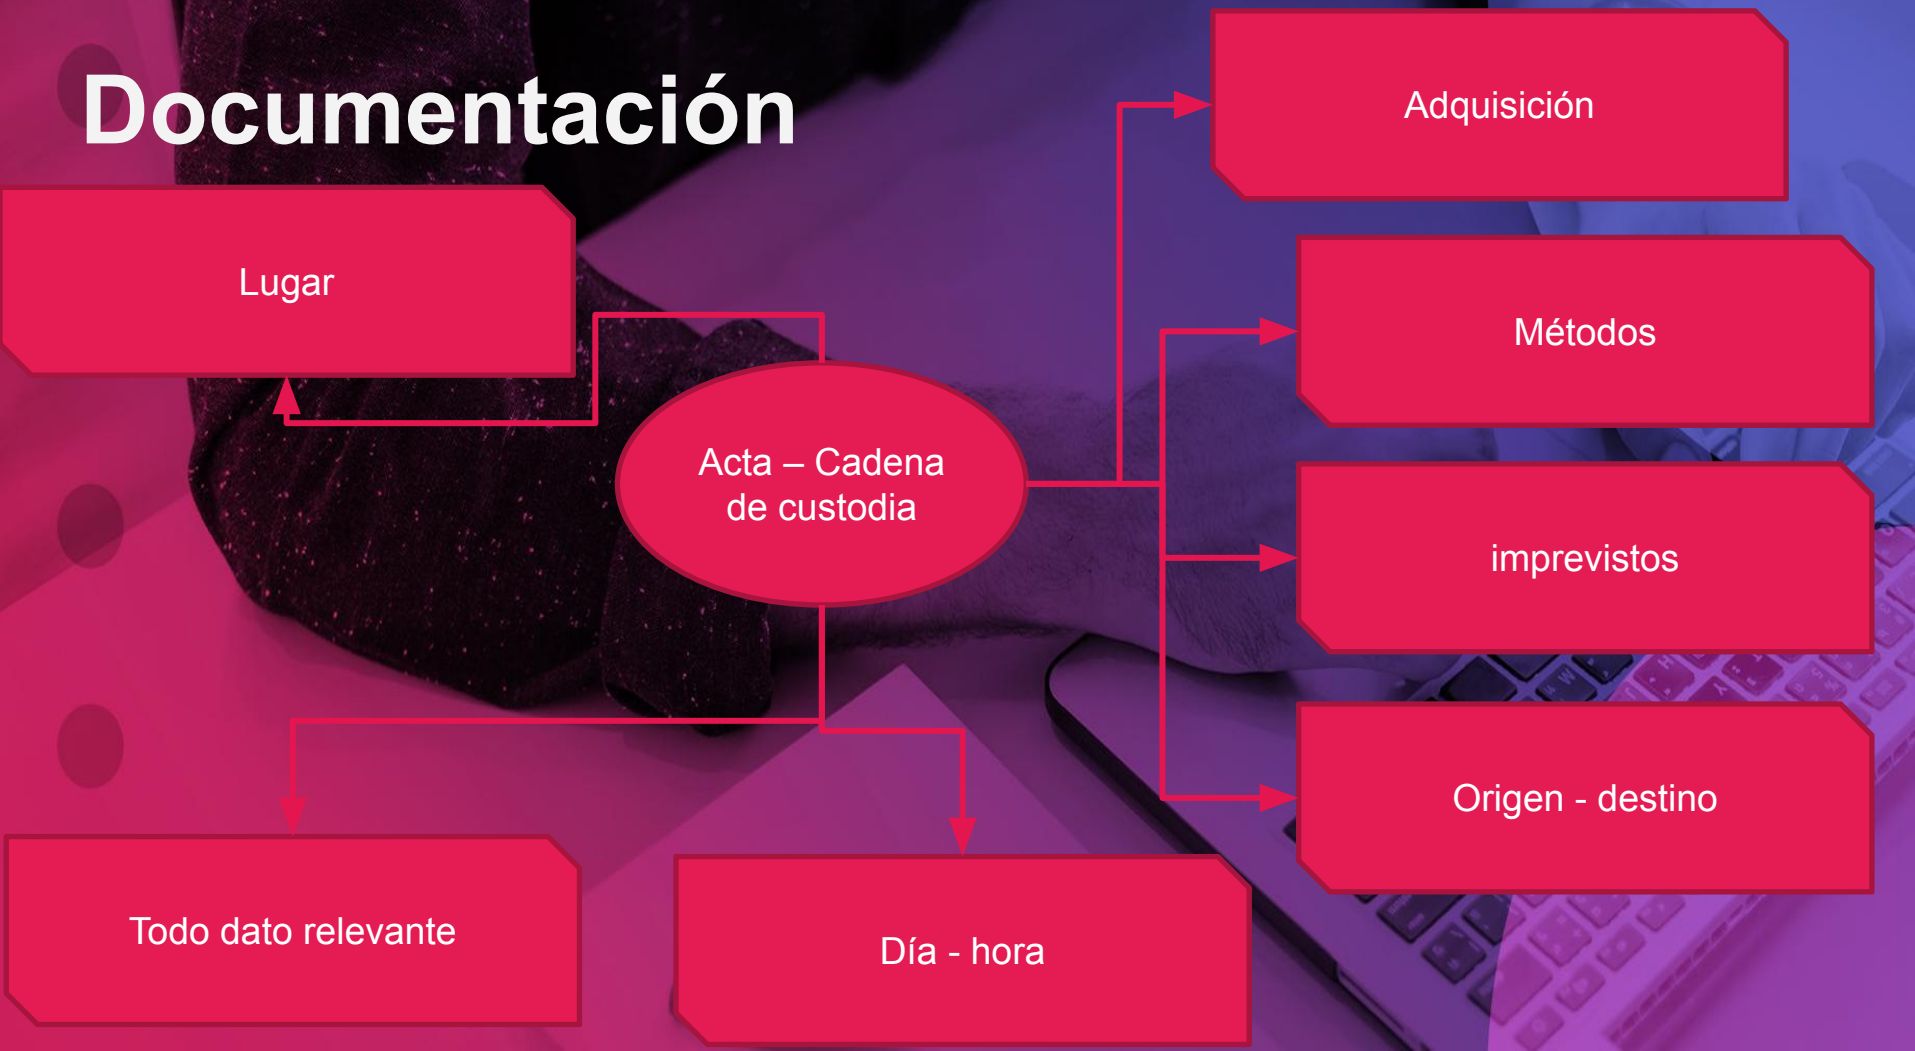 Documentación
Adquisición
Lugar
Métodos
Acta – Cadena
de custodia
imprevistos
Origen - destino
Todo dato relevante
Día - hora